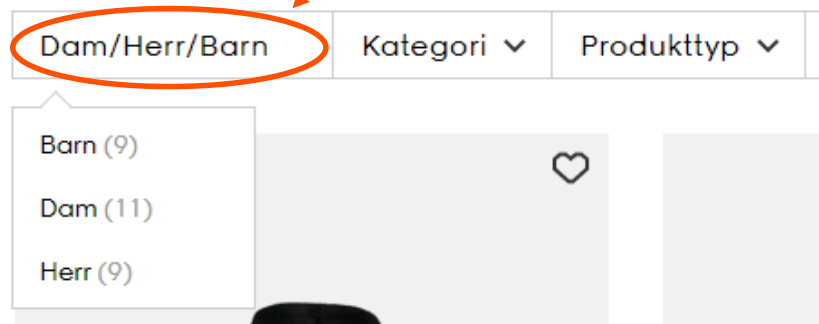 Dam/Herr/Barn Kategori Produkttyp
Barn (9)
Dam (11)
Herr (9)